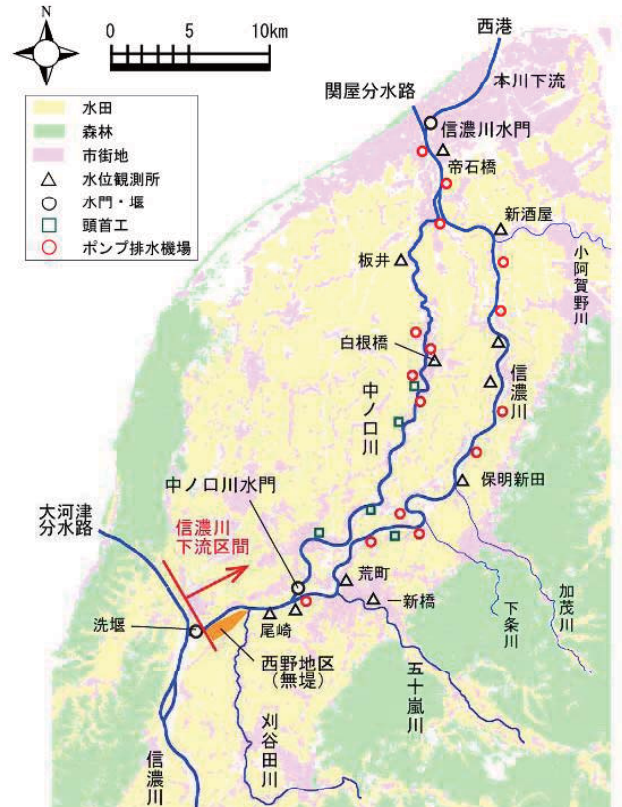 N
0
5
10km
西港
本川下流
関屋分水路
信濃川水門
帝石橋
水田
森林
市街地
水位観測所
水門・堰
頭首工
ポンプ排水機場
新酒屋
小阿賀野川
板井
白根橋
信濃川
中ノ口川
中ノ口川水門
保明新田
大河津
分水路
信濃川
下流区間
荒町
一新橋
加茂川
下条川
洗堰
尾崎
西野地区
(無堤)
五十嵐川
刈谷田川
信濃川